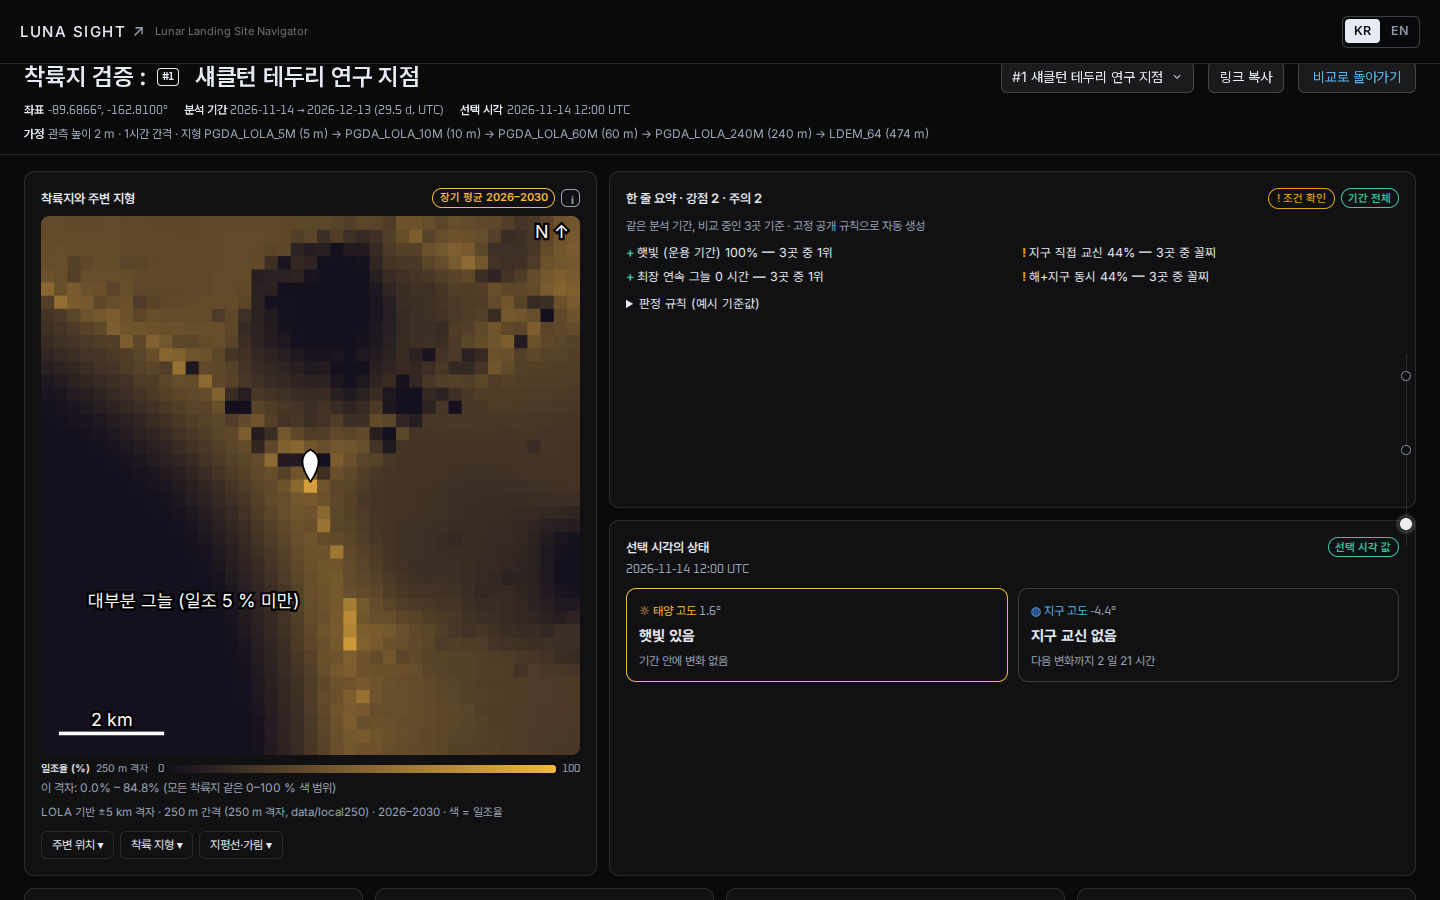 LUNA SIGHT ↗ Lunar Landing Site Navigator
KR EN
착륙지 검증 : #1 섀클턴 테두리 연구 지점
#1 섀클턴 테두리 연구 지점
링크 복사
비교로 돌아가기
좌표 -89.6866°, -162.8100° 분석 기간 2026-11-14 → 2026-12-13 (29.5 d, UTC) 선택 시각 2026-11-14 12:00 UTC
가정 관측 높이 2 m · 1시간 간격 · 지형 PGDA_LOLA_5M (5 m) → PGDA_LOLA_10M (10 m) → PGDA_LOLA_60M (60 m) → PGDA_LOLA_240M (240 m) → LDEM_64 (474 m)
착륙지와 주변 지형
장기 평균 2026–2030
i
N ↑
대부분 그늘 (일조 5 % 미만)
2 km
일조율 (%) 250 m 격자 0 100
이 격자: 0.0% – 84.8% (모든 착륙지 같은 0–100 % 색 범위)
LOLA 기반 ±5 km 격자 · 250 m 간격 (250 m 격자, data/local250) · 2026–2030 · 색 = 일조율
주변 위치 ▾
착륙 지형 ▾
지평선·가림 ▾
한 줄 요약 · 강점 2 · 주의 2
! 조건 확인
기간 전체
같은 분석 기간, 비교 중인 3곳 기준 · 고정 공개 규칙으로 자동 생성
+ 햇빛 (운용 기간) 100% — 3곳 중 1위
! 지구 직접 교신 44% — 3곳 중 꼴찌
+ 최장 연속 그늘 0 시간 — 3곳 중 1위
! 해+지구 동시 44% — 3곳 중 꼴찌
▶ 판정 규칙 (예시 기준값)
선택 시각의 상태
선택 시각 값
2026-11-14 12:00 UTC
태양 고도 1.6°
햇빛 있음
기간 안에 변화 없음
지구 고도 -4.4°
지구 교신 없음
다음 변화까지 2 일 21 시간